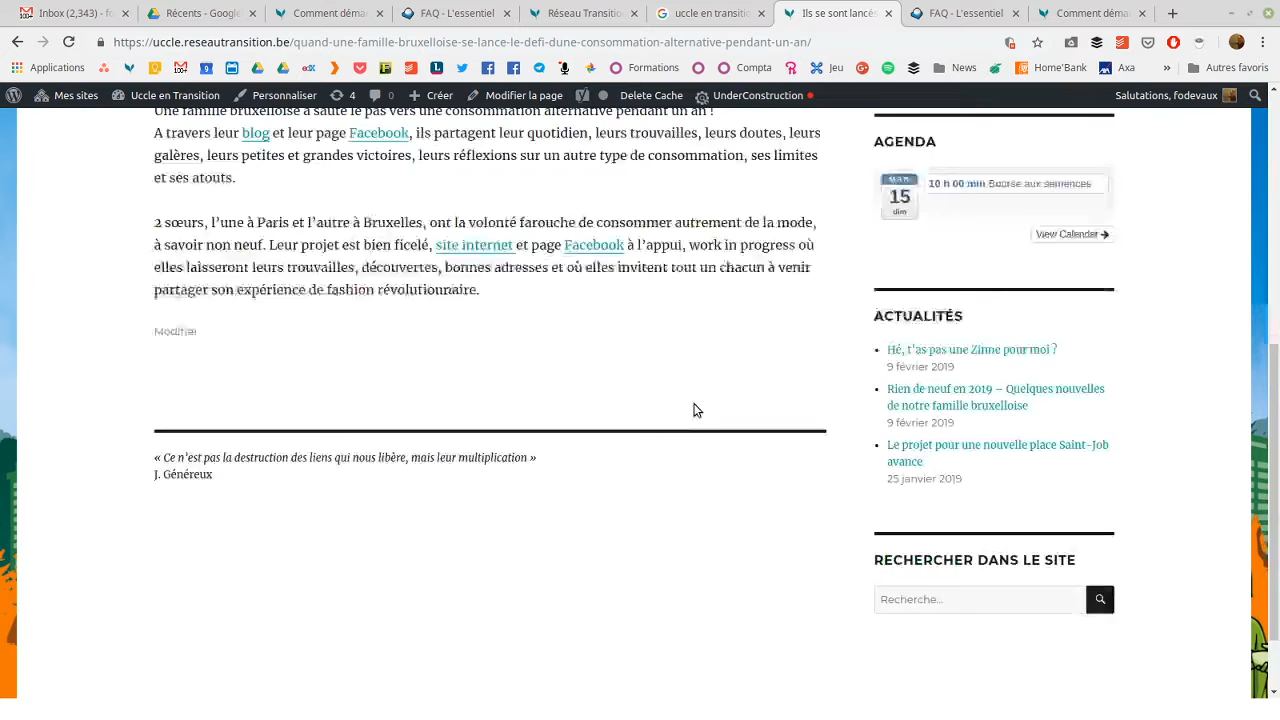 Inbox (2,343) - fo
Récents - Google
Comment démar
FAQ - L'essentiel
Réseau Transition
uccle en transitio
Ils se sont lancés
FAQ - L'essentiel
Comment démar
https://uccle.reseautransition.be/quand-une-famille-bruxelloise-se-lance-le-defi-dune-consommation-alternative-pendant-un-an/
Applications
Formations
Compta
Jeu
News
Home'Bank
Axa
»
Autres favoris
Mes sites
Uccle en Transition
Personnaliser
4
0
Créer
Modifier la page
Delete Cache
UnderConstruction
Salutations, fodevaux
Une famille bruxelloise a sauté le pas vers une consommation alternative pendant un an !
A travers leur blog et leur page Facebook, ils partagent leur quotidien, leurs trouvailles, leurs doutes, leurs
galères, leurs petites et grandes victoires, leurs réflexions sur un autre type de consommation, ses limites
et ses atouts.
2 sœurs, l'une à Paris et l'autre à Bruxelles, ont la volonté farouche de consommer autrement de la mode,
à savoir non neuf. Leur projet est bien ficelé, site internet et page Facebook à l'appui, work in progress où
elles laisseront leurs trouvailles, découvertes, bonnes adresses et où elles invitent tout un chacun à venir
partager son expérience de fashion révolutionraire.
Modifier
« Ce n'est pas la destruction des liens qui nous libère, mais leur multiplication »
J. Généreux
AGENDA
MAR
15
dim
10 h 00 min Bourse aux semences
View Calendar
ACTUALITÉS
Hé, t'as pas une Zinne pour moi ?
9 février 2019
Rien de neuf en 2019 – Quelques nouvelles
de notre famille bruxelloise
9 février 2019
Le projet pour une nouvelle place Saint-Job
avance
25 janvier 2019
RECHERCHER DANS LE SITE
Recherche...